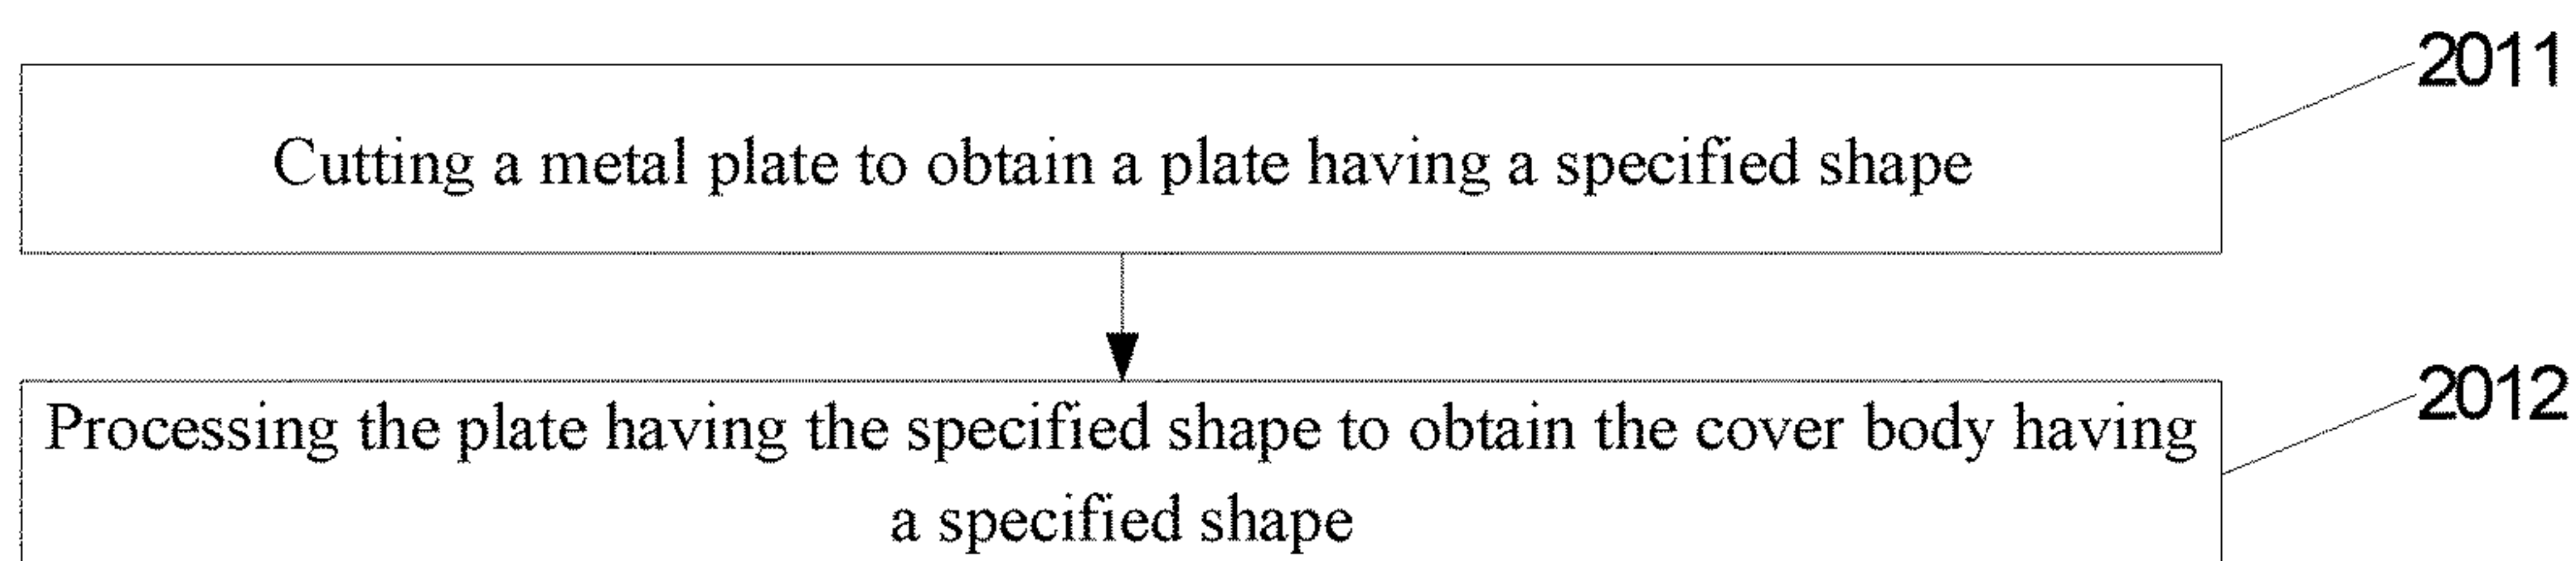 2011
Cutting a metal plate to obtain a plate having a specified shape
2012
Processing the plate having the specified shape to obtain the cover body having
a specified shape